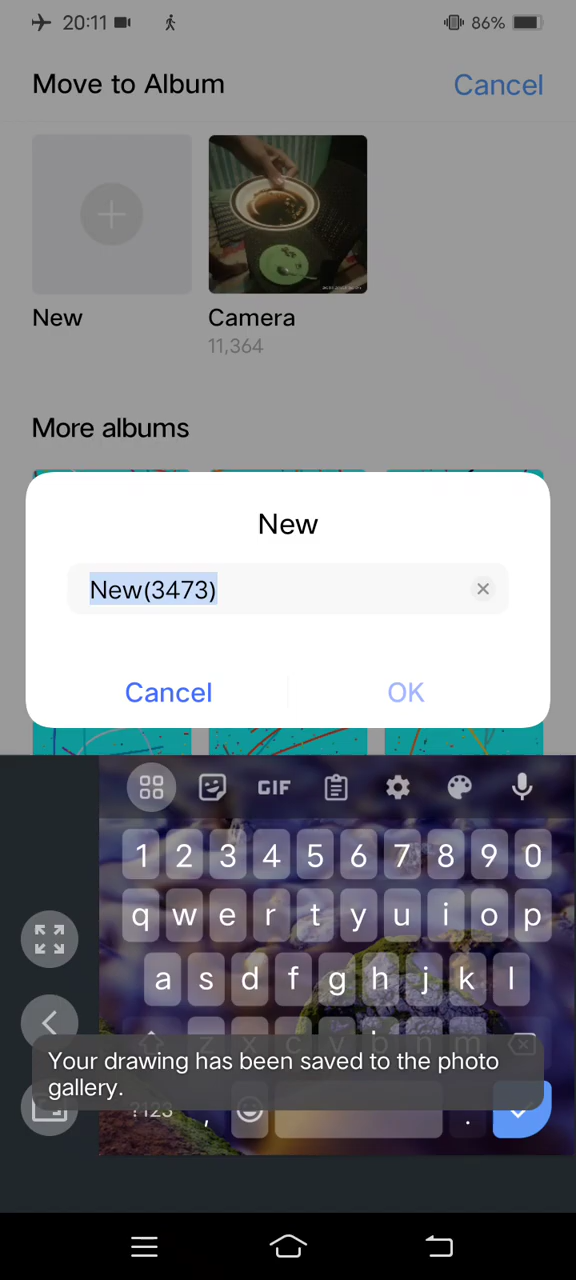 20:11 86%
Move to Album Cancel
New Camera
11,364
More albums
New
New(3473)
Cancel OK
GIF
1 2 3 4 5 6 7 8 9 0
q w e r t y u i o p
a s d f g h j k l
z x c v b n m
Your drawing has been saved to the photo
gallery.
?123 , .